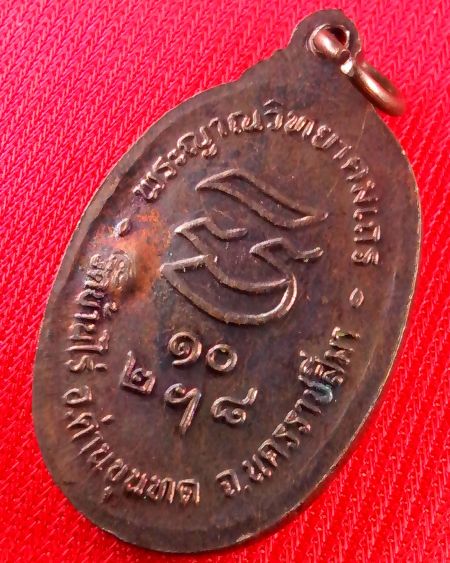 พระญาณวิทยาคมเถร
๑๐
๒ ๗ ๘
วัดบ้านไร่ อ.ด่านขุนทด จ.นครราชสีมา